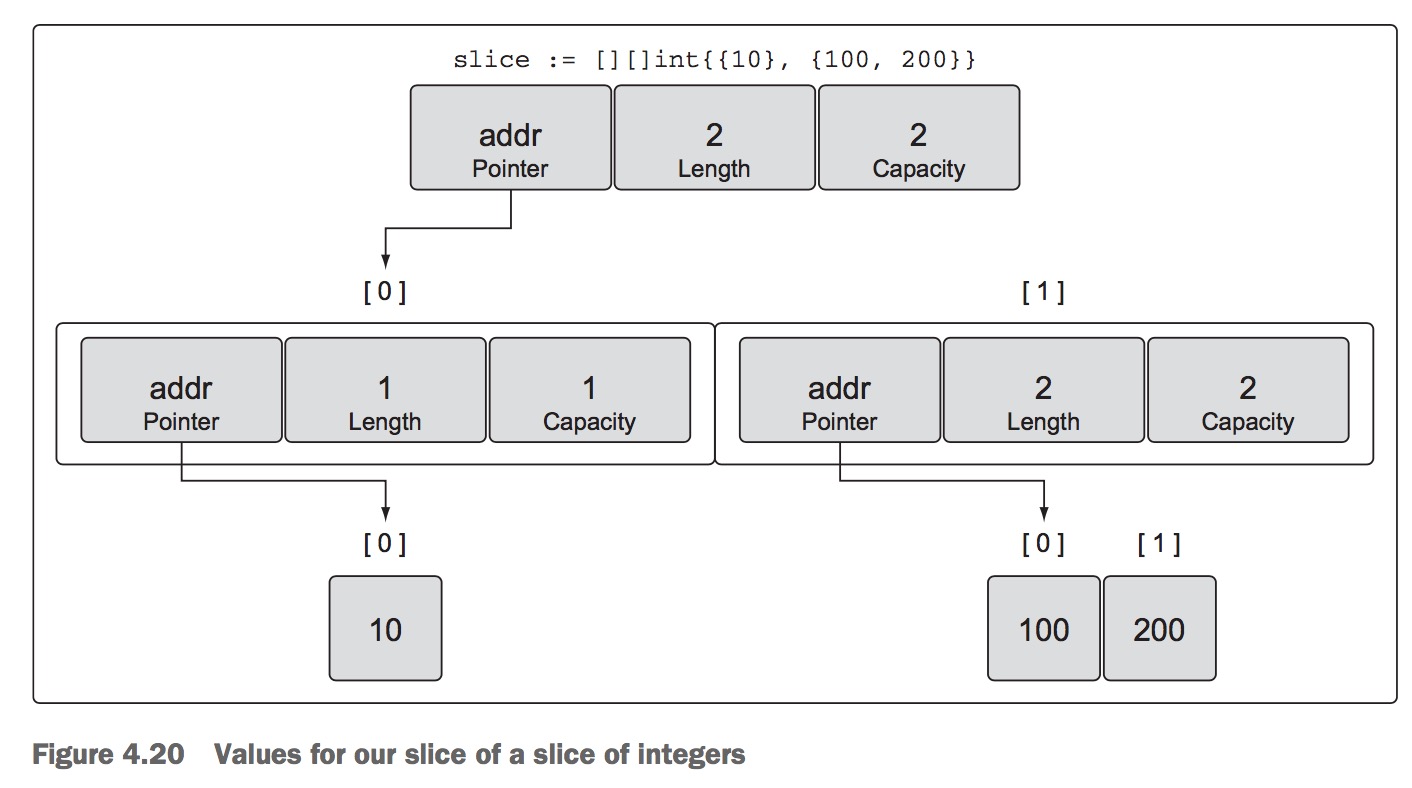 slice := [][]int{{10}, {100, 200}}
addr 2 2
Pointer Length Capacity
[0] [1]
addr 1 1 addr 2 2
Pointer Length Capacity Pointer Length Capacity
[0] [0] [1]
10 100 200
Figure 4.20 Values for our slice of a slice of integers